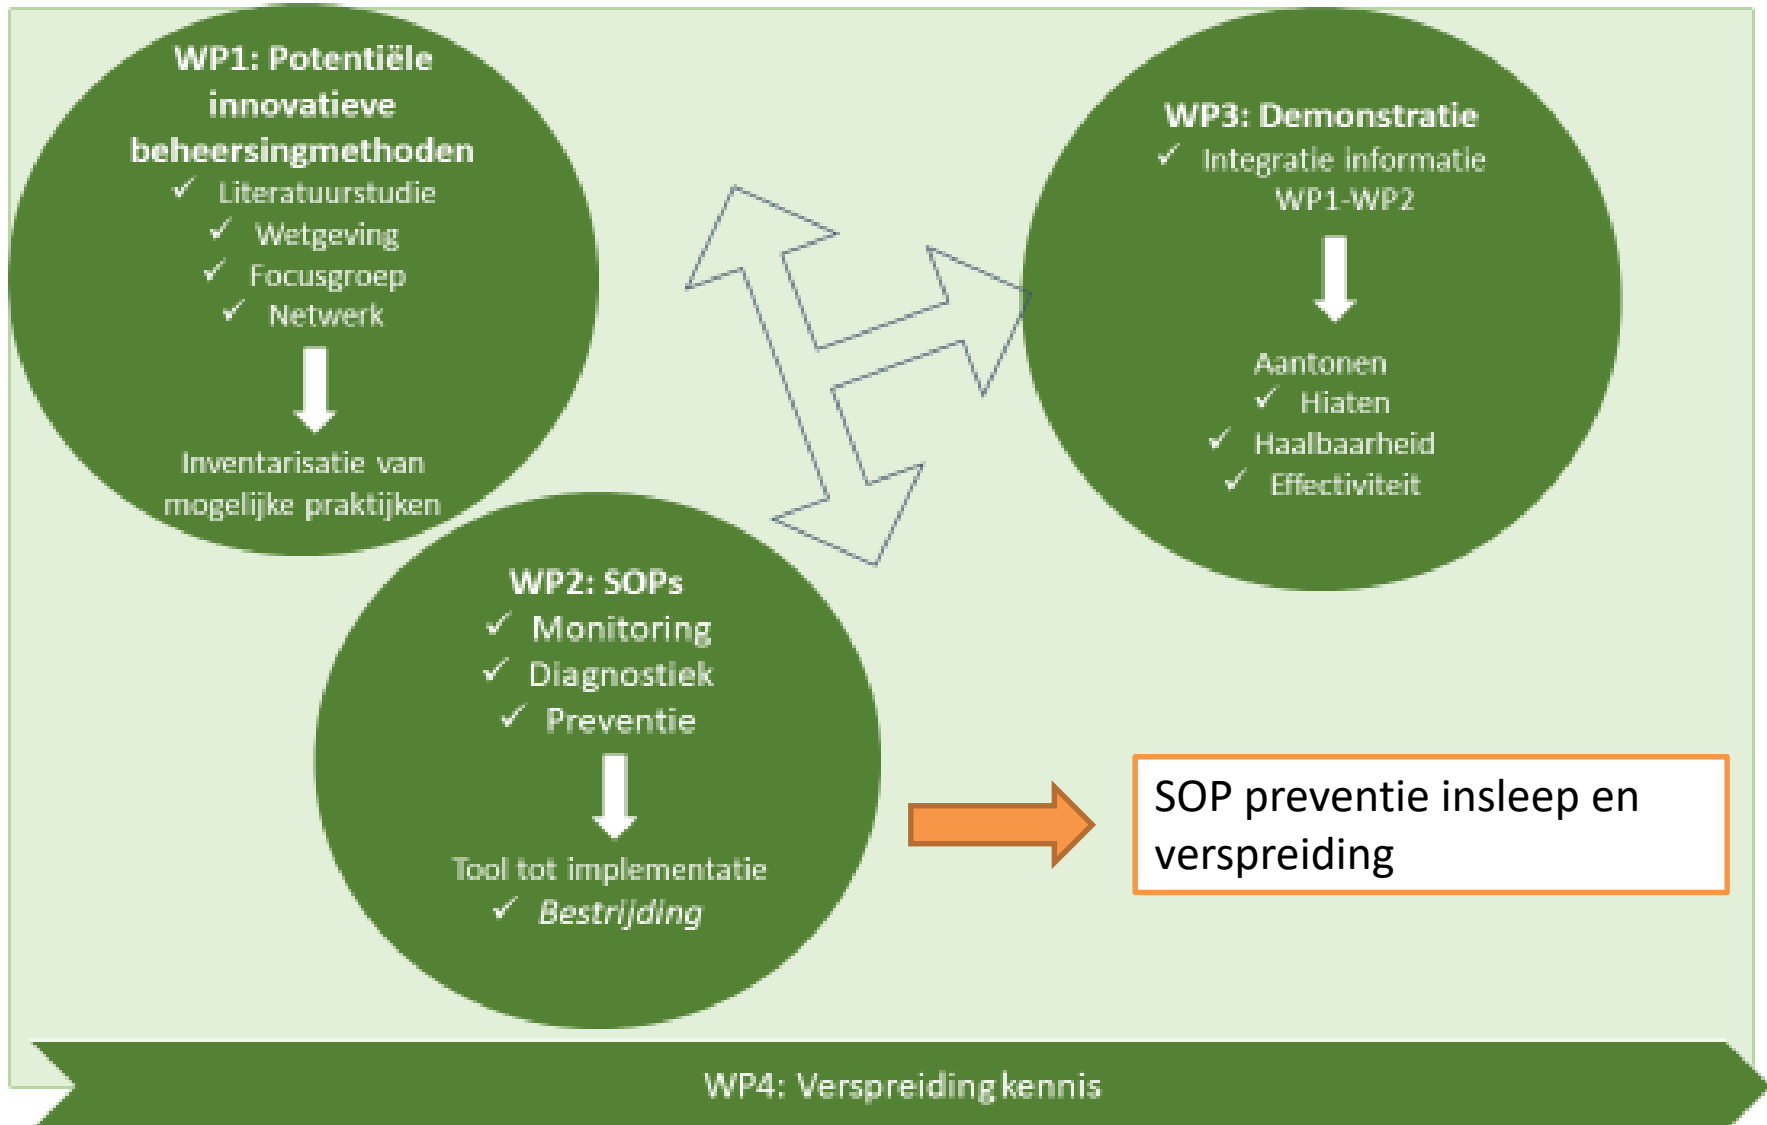 WP1: Potentiële
innovatieve
beheersingmethoden
✓ Literatuurstudie
✓ Wetgeving
✓ Focusgroep
✓ Netwerk
Inventarisatie van
mogelijke praktijken
WP2: SOPs
✓ Monitoring
✓ Diagnostiek
✓ Preventie
Tool tot implementatie
✓ Bestrijding
WP3: Demonstratie
✓ Integratie informatie
WP1-WP2
Aantonen
✓ Hiaten
✓ Haalbaarheid
✓ Effectiviteit
SOP preventie insleep en
verspreiding
WP4: Verspreiding kennis